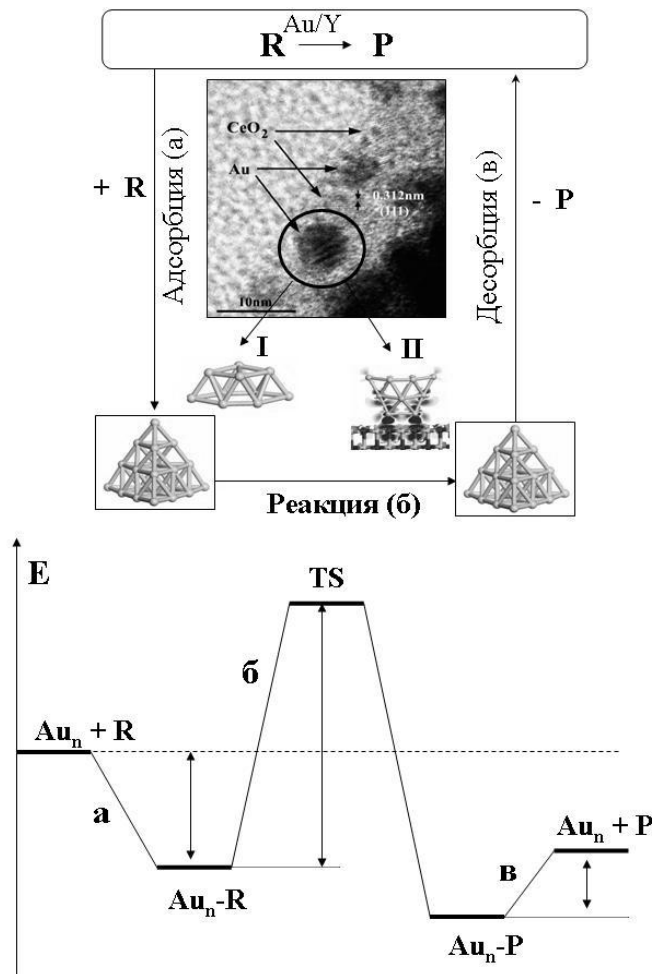 Au/Y
R → P
+ R
Адсорбция (а)
CeO₂
Au
0.312nm
(111)
10nm
Десорбция (в)
- P
I
II
Реакция (б)
E
TS
б
Auₙ + R
а
Auₙ-R
Auₙ + P
в
Auₙ-P